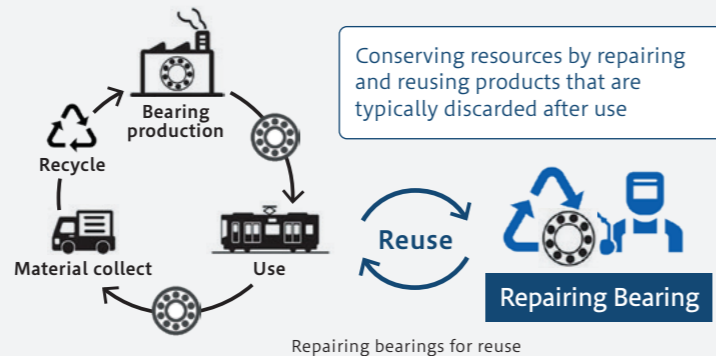 Conserving resources by repairing
and reusing products that are
typically discarded after use
Bearing
production
Recycle
Material collect
Use
Reuse
Repairing Bearing
Repairing bearings for reuse